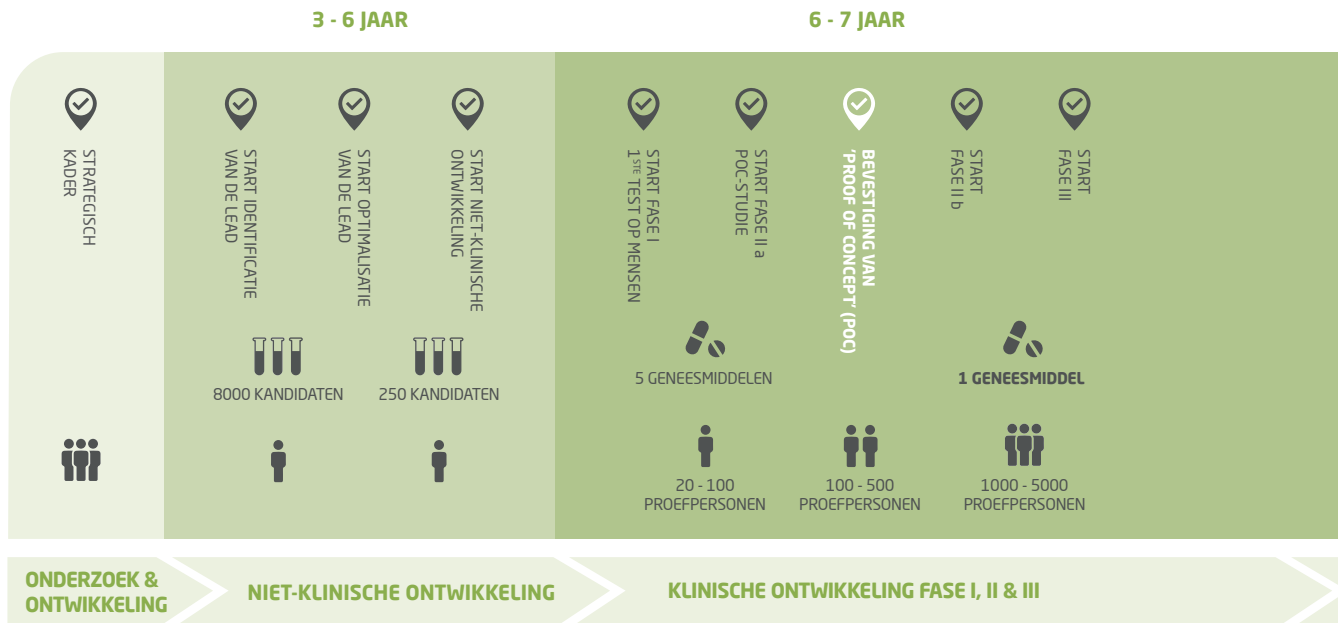 3 - 6 JAAR
6 - 7 JAAR
STRATEGISCH
KADER
START IDENTIFICATIE
VAN DE LEAD
START OPTIMALISATIE
VAN DE LEAD
START NIET-KLINISCHE
ONTWIKKELING
START FASE I
1STE TEST OP MENSEN
START FASE II a
POC-STUDIE
BEVESTIGING VAN
'PROOF OF CONCEPT' (POC)
START
FASE II b
START
FASE III
8000 KANDIDATEN
250 KANDIDATEN
5 GENEESMIDDELEN
1 GENEESMIDDEL
20 - 100
PROEFPERSONEN
100 - 500
PROEFPERSONEN
1000 - 5000
PROEFPERSONEN
ONDERZOEK &
ONTWIKKELING
NIET-KLINISCHE ONTWIKKELING
KLINISCHE ONTWIKKELING FASE I, II & III